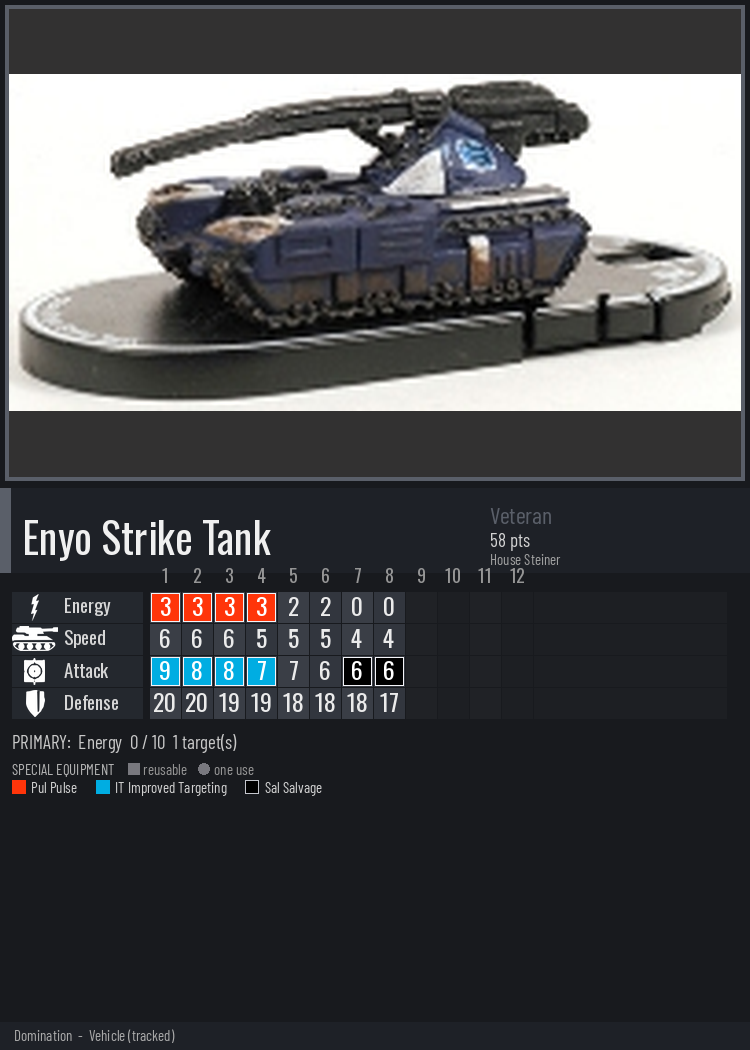 Enyo Strike Tank
Veteran
58 pts
House Steiner
1 2 3 4 5 6 7 8 9 10 11 12
Energy 3 3 3 3 2 2 0 0
Speed 6 6 6 5 5 5 4 4
Attack 9 8 8 7 7 6 6 6
Defense 20 20 19 19 18 18 18 17
PRIMARY: Energy 0 / 10 1 target(s)
SPECIAL EQUIPMENT reusable one use
Pul Pulse IT Improved Targeting Sal Salvage
Domination - Vehicle (tracked)